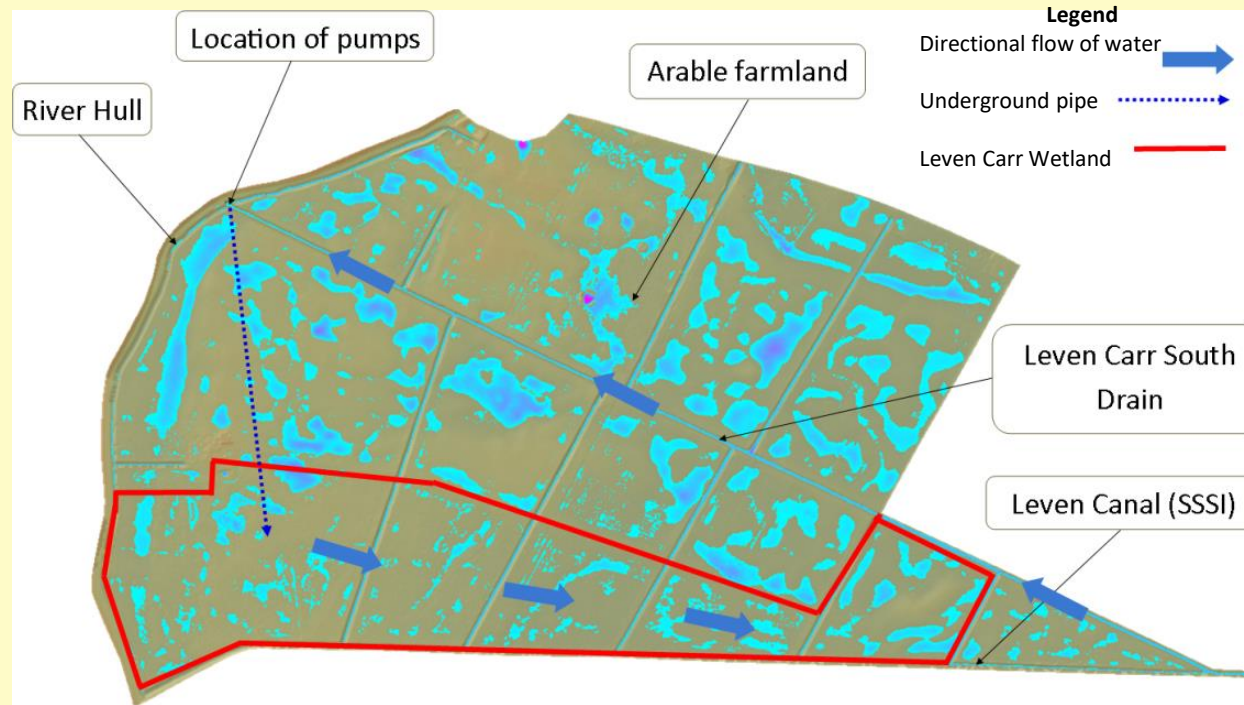 Legend
Directional flow of water
Underground pipe
Leven Carr Wetland
Location of pumps
River Hull
Arable farmland
Leven Carr South
Drain
Leven Canal (SSSI)